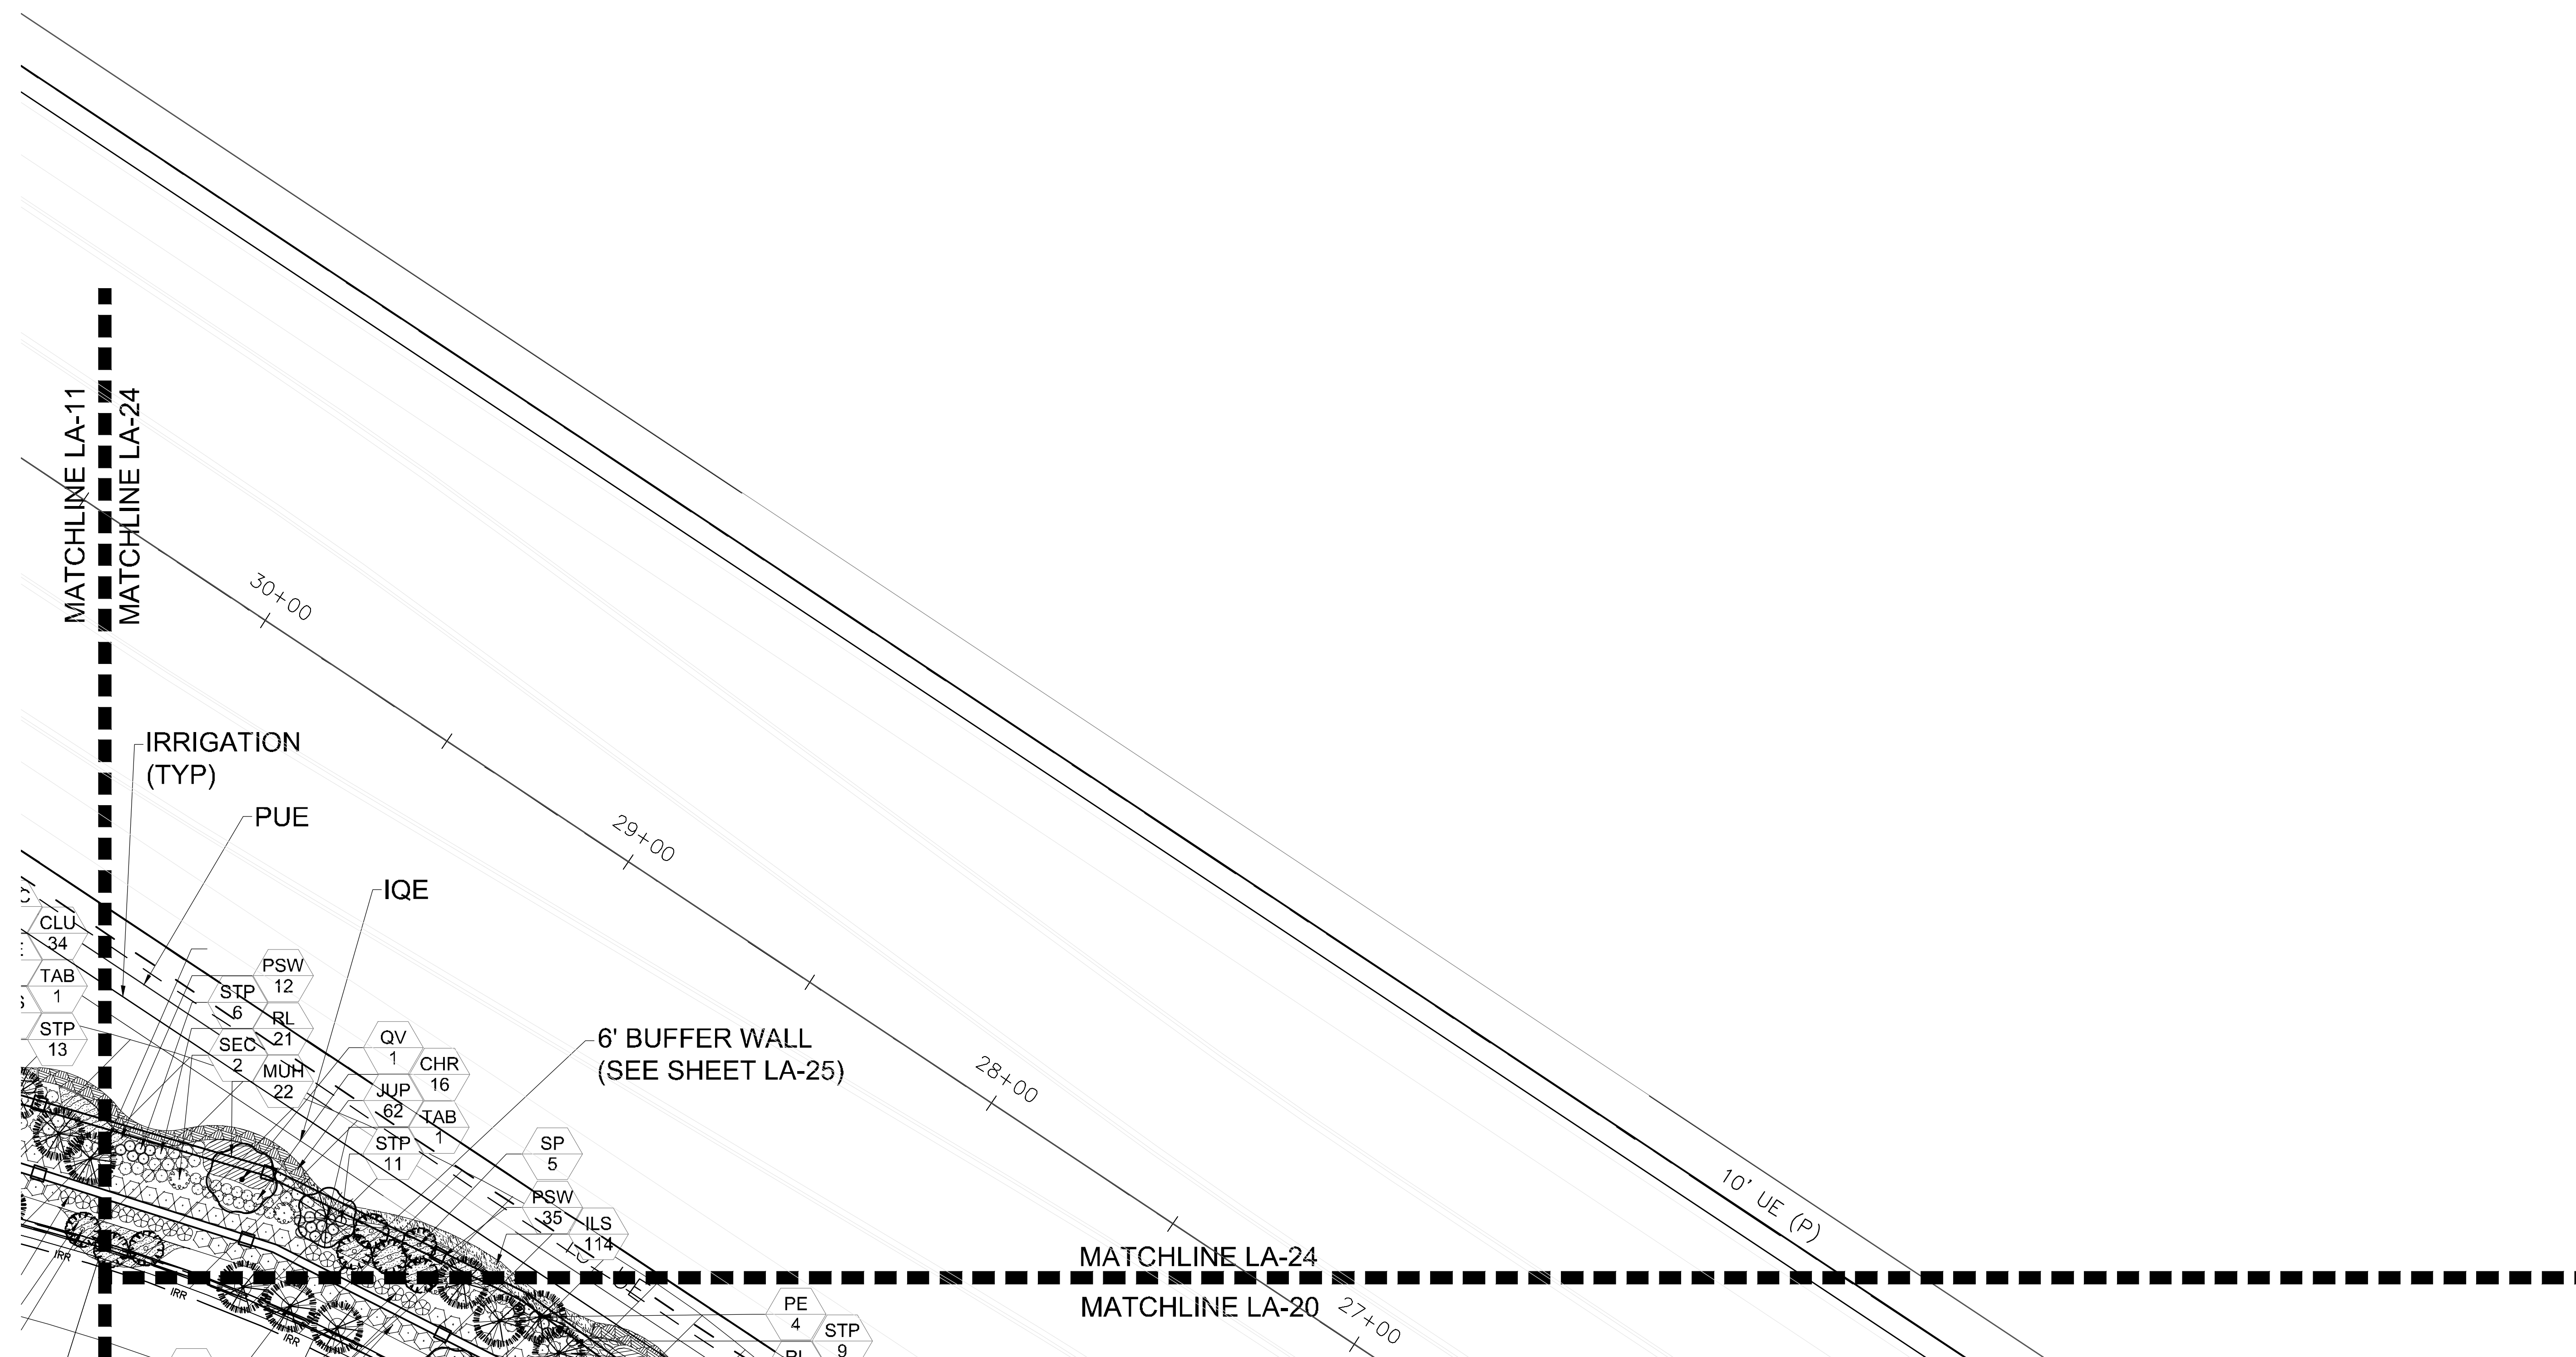 MATCHLINE LA-11
MATCHLINE LA-24
30+00
IRRIGATION
(TYP)
PUE
29+00
IQE
CLU
34
TAB
1
STP
13
PSW
12
STP
6
RL
21
SEC
2
MUH
22
QV
1
CHR
16
JUP
62
TAB
1
STP
11
6' BUFFER WALL
(SEE SHEET LA-25)
28+00
SP
5
PSW
35
ILS
114
10' UE (P)
MATCHLINE LA-24
MATCHLINE LA-20
27+00
IRR
IRR
IRR
PE
4
STP
9